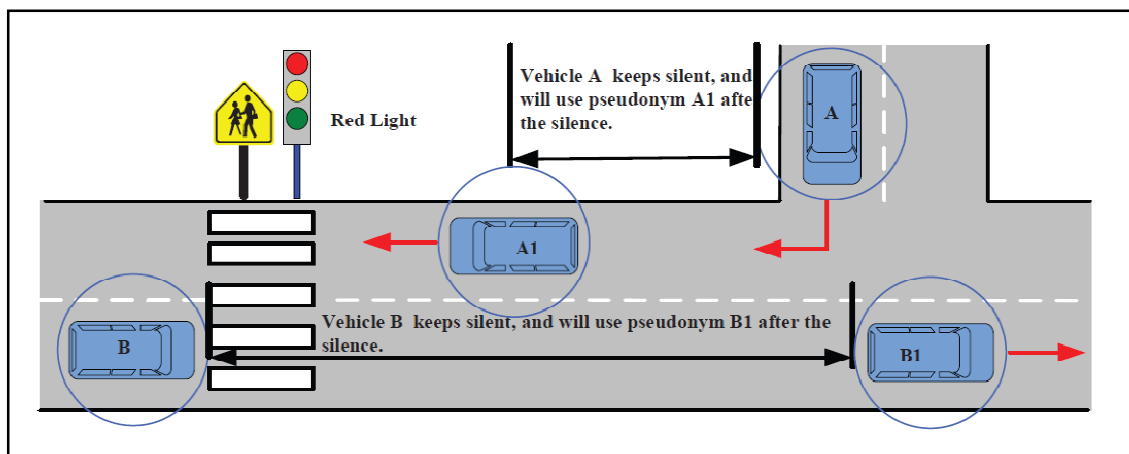 Vehicle A keeps silent, and
will use pseudonym A1 after
the silence.
A
Red Light
A1
Vehicle B keeps silent, and will use pseudonym B1 after the
silence.
B
B1